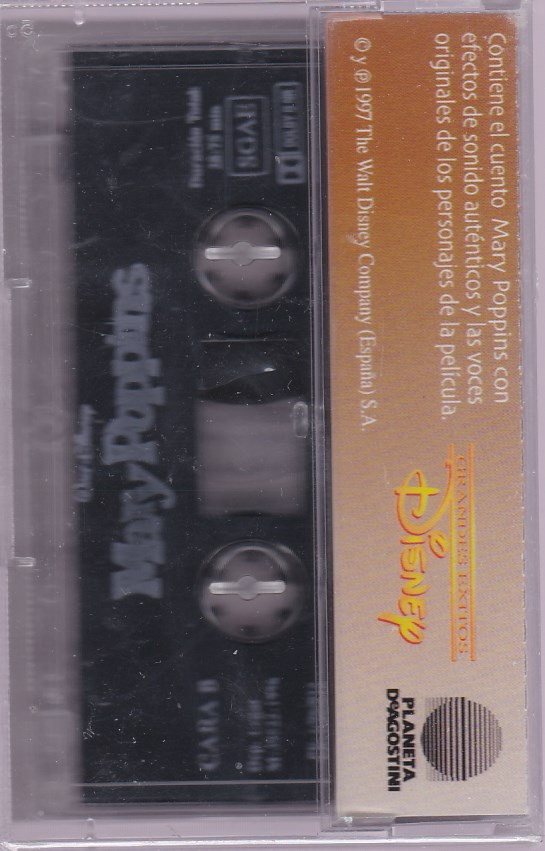 Contiene el cuento Mary Poppins con
efectos de sonido auténticos y las voces
originales de los personajes de la película.
© y ℗ 1997 The Walt Disney Company (España) S.A.
GRANDES EXITOS
DISNEY
PLANETA
DeAGOSTINI
Mary Poppins
CARA B